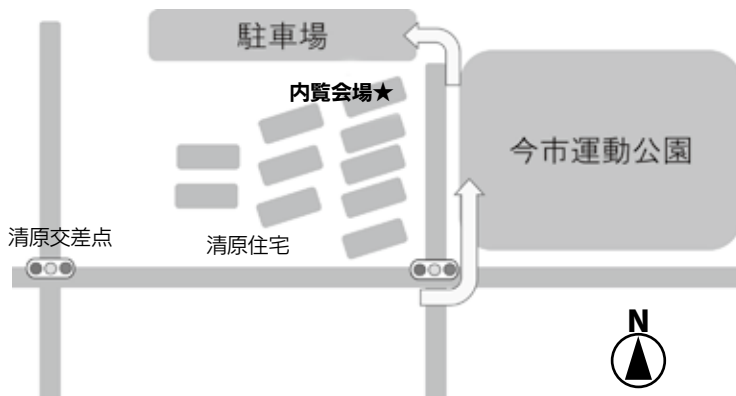 駐車場
内覧会場★
今市運動公園
清原交差点
清原住宅
N